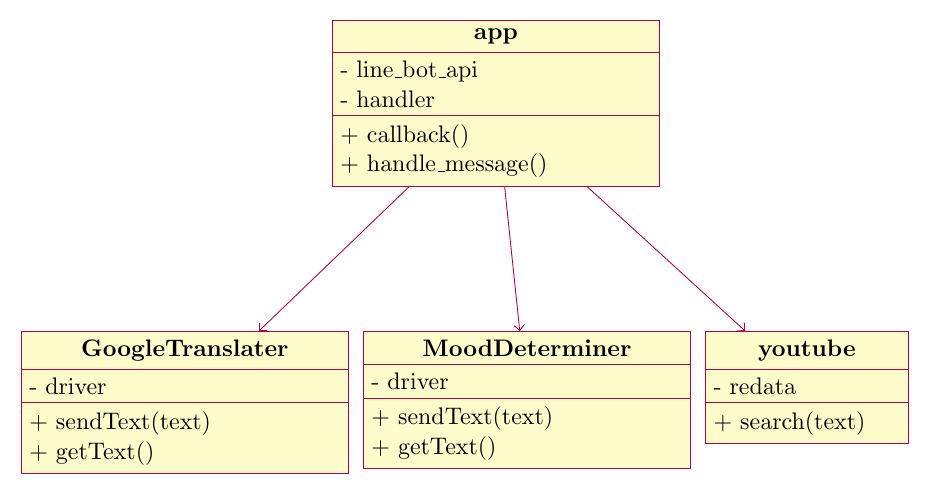 app
- line_bot_api
- handler
+ callback()
+ handle_message()
GoogleTranslater
- driver
+ sendText(text)
+ getText()
MoodDeterminer
- driver
+ sendText(text)
+ getText()
youtube
- redata
+ search(text)